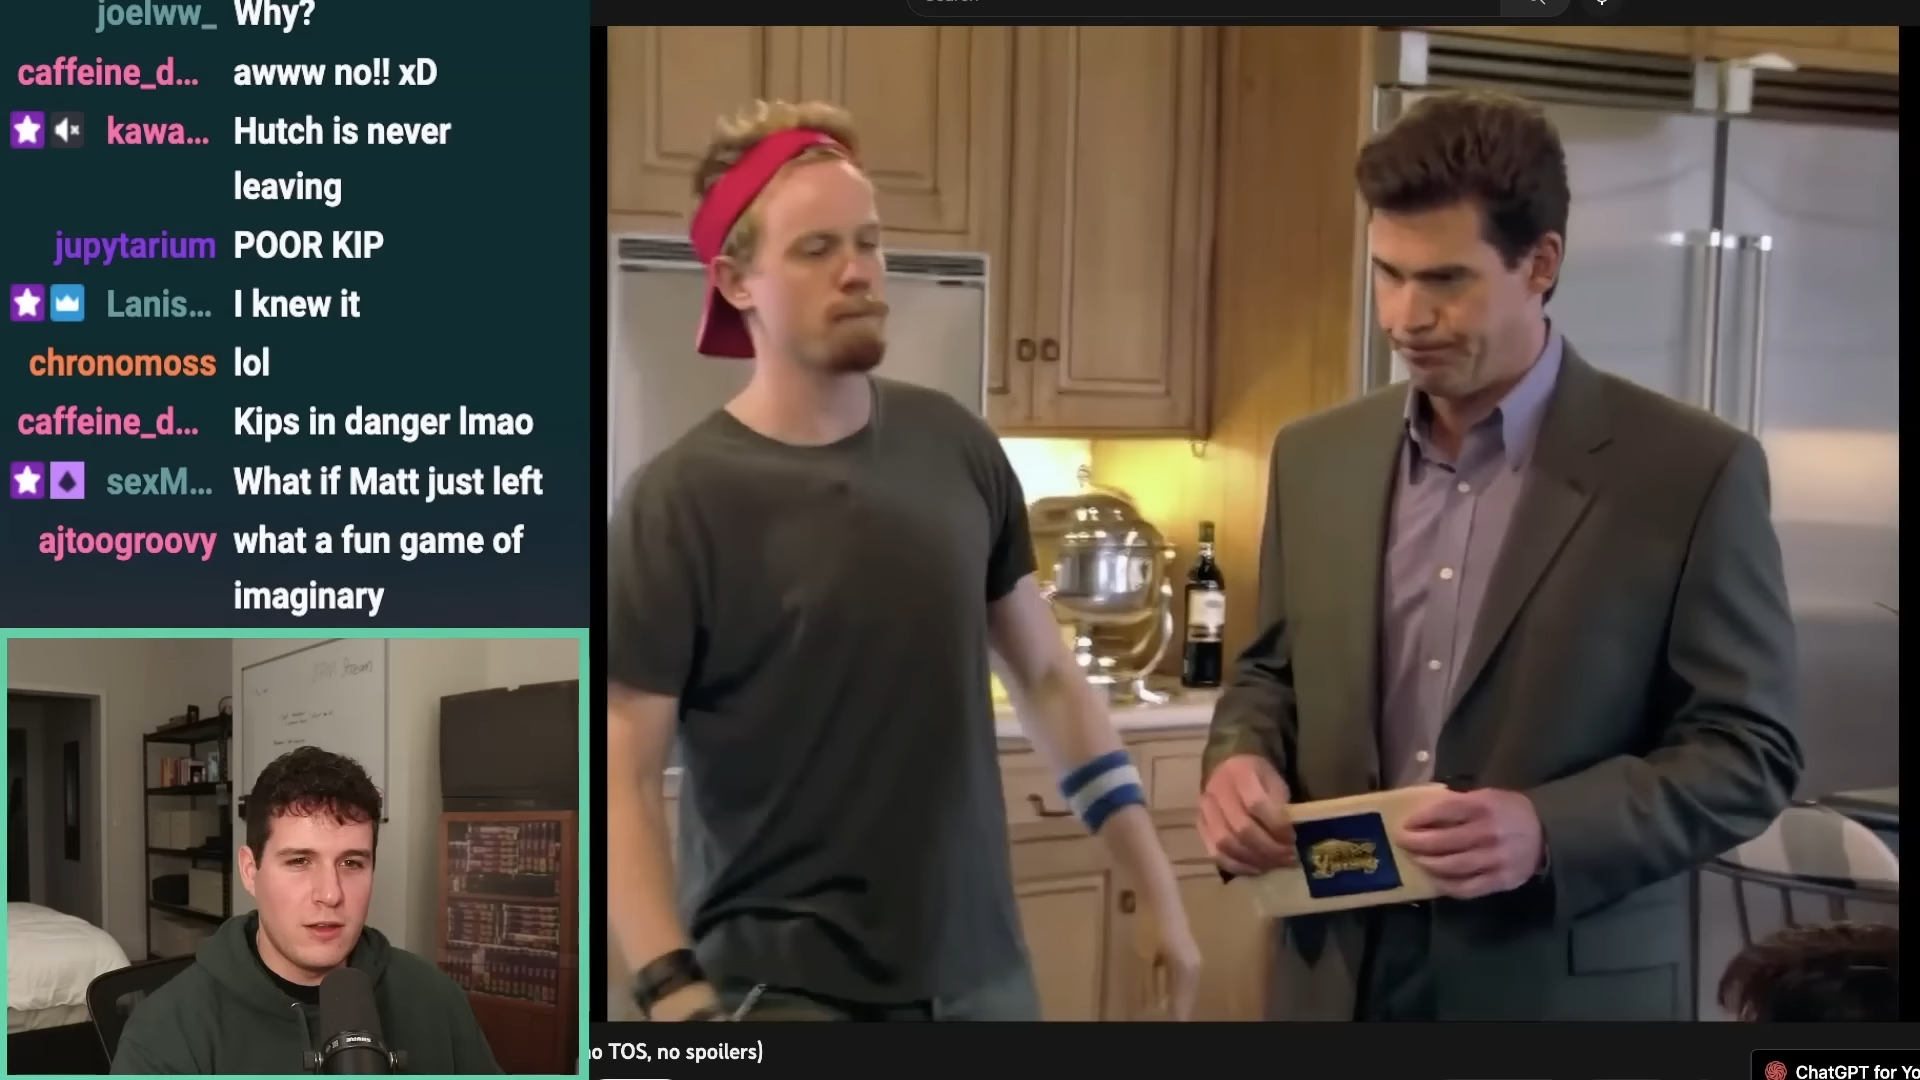 joelww_ Why?
caffeine_d... awww no!! xD
kawa... Hutch is never
leaving
jupytarium POOR KIP
Lanis... I knew it
chronomoss lol
caffeine_d... Kips in danger lmao
sexM... What if Matt just left
ajtoogroovy what a fun game of
imaginary
no TOS, no spoilers)
ChatGPT for Yo